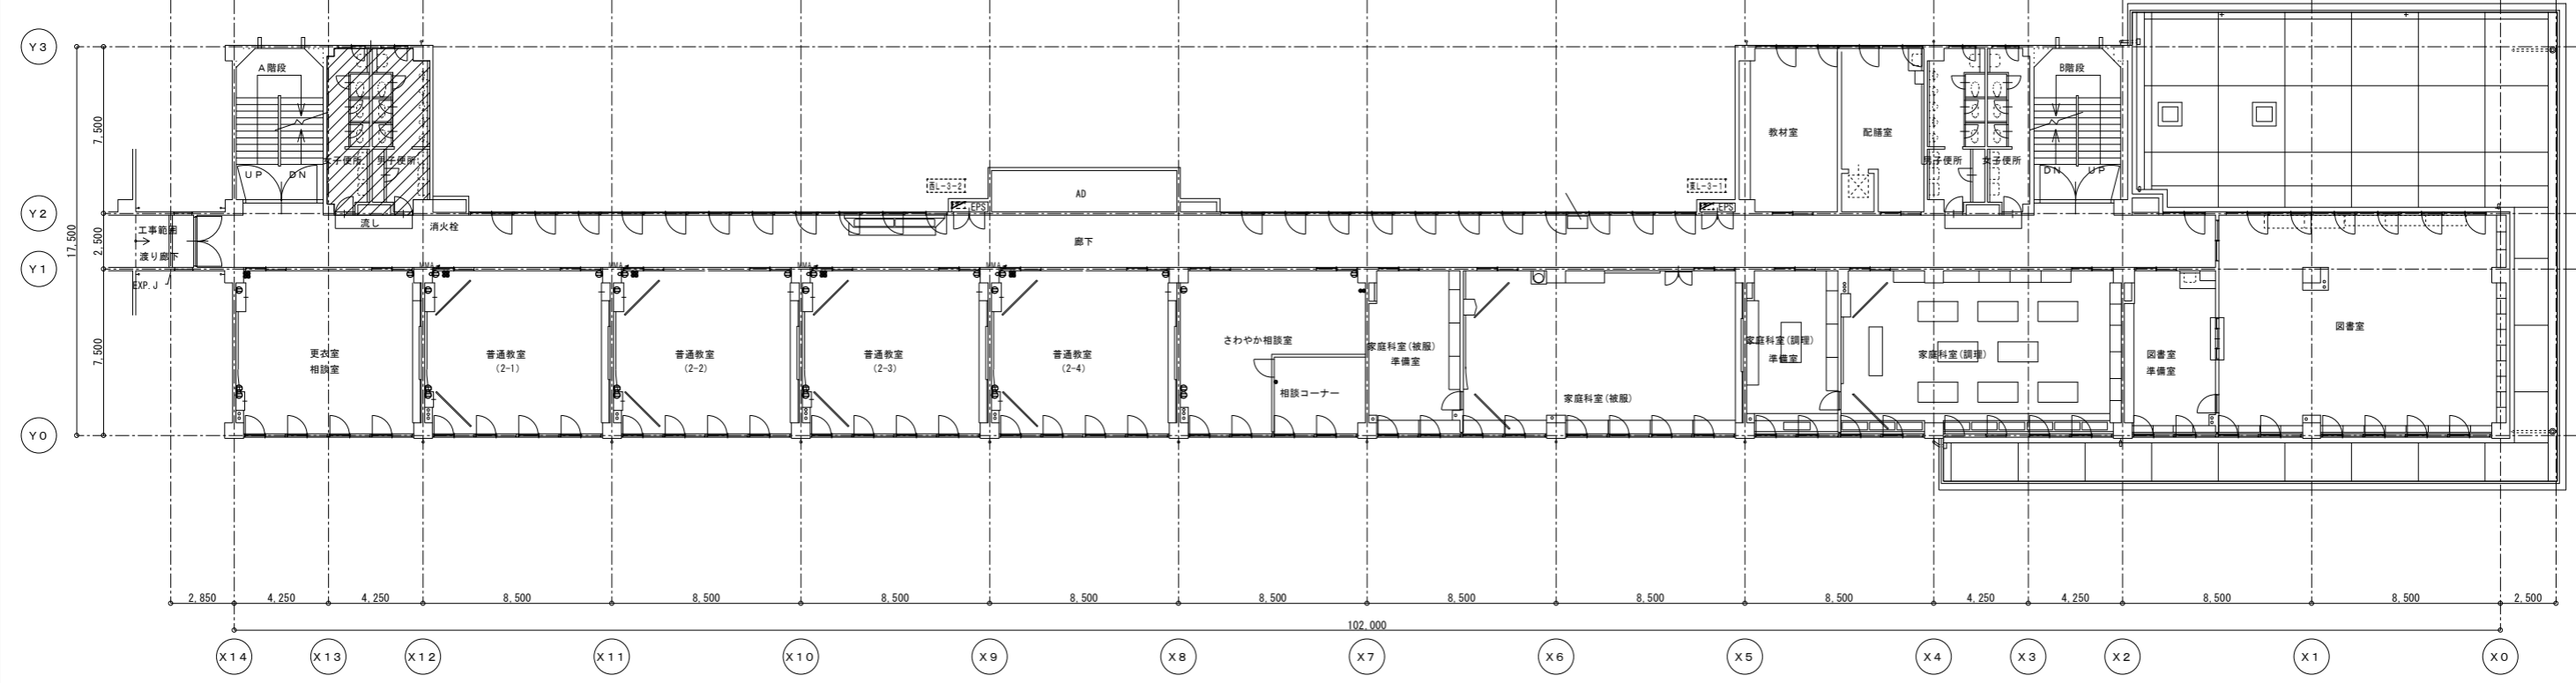 Y3
A階段
B階段
7,500
教材室
配膳室
女子便所
男子便所
男子便所
女子便所
UP
DN
DN
UP
西L-3-2
東L-3-1
AD
EPS
EPS
Y2
流し
消火栓
工事範囲
2,500
17,500
廊下
渡り廊下
Y1
EXP.J
更衣室
相談室
普通教室
(2-1)
普通教室
(2-2)
普通教室
(2-3)
普通教室
(2-4)
さわやか相談室
相談コーナー
家庭科室(被服)
準備室
家庭科室(被服)
家庭科室(調理)
準備室
家庭科室(調理)
図書室
準備室
図書室
7,500
Y0
2,850
4,250
4,250
8,500
8,500
8,500
8,500
8,500
8,500
8,500
8,500
4,250
4,250
8,500
8,500
2,500
102,000
X14
X13
X12
X11
X10
X9
X8
X7
X6
X5
X4
X3
X2
X1
X0